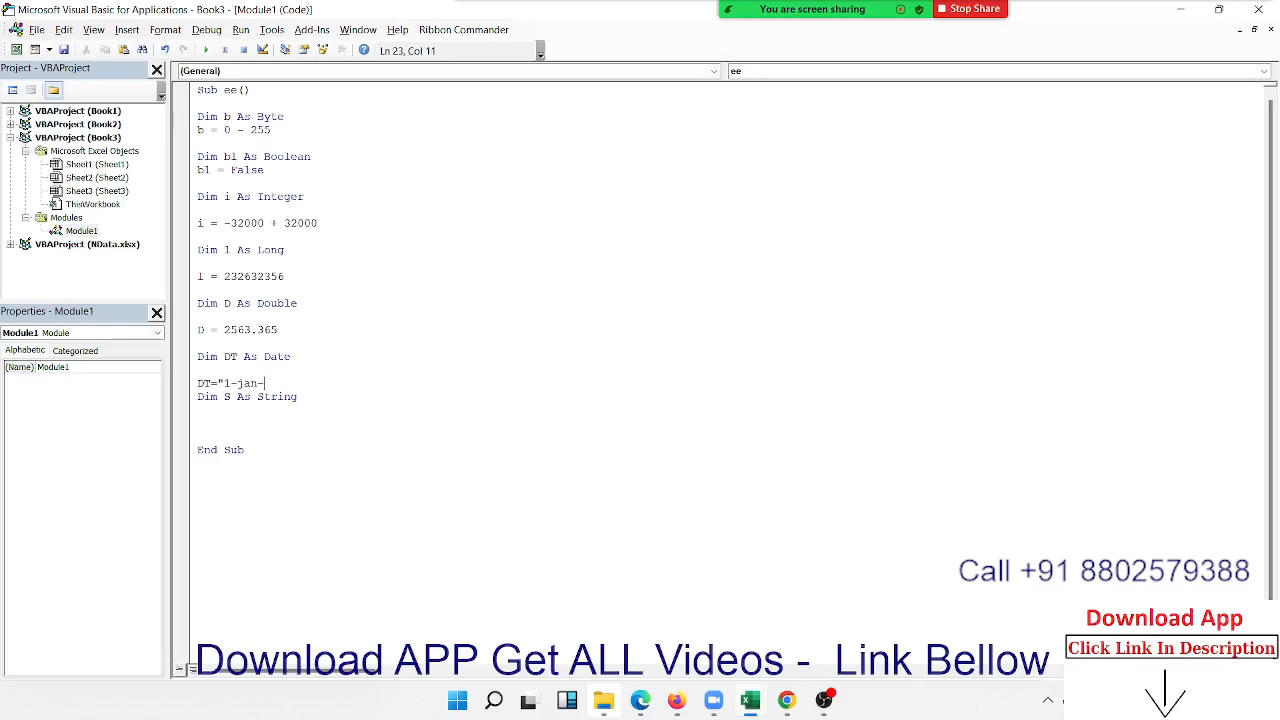 Microsoft Visual Basic for Applications - Book3 - [Module1 (Code)]
You are screen sharing
Stop Share
File Edit View Insert Format Debug Run Tools Add-Ins Window Help Ribbon Commander
Ln 23, Col 11
Project - VBAProject
(General)
ee
VBAProject (Book1)
VBAProject (Book2)
VBAProject (Book3)
Microsoft Excel Objects
Sheet1 (Sheet1)
Sheet2 (Sheet2)
Sheet3 (Sheet3)
ThisWorkbook
Modules
Module1
VBAProject (NData.xlsx)
Properties - Module1
Module1 Module
Alphabetic Categorized
(Name) Module1
Sub ee()
Dim b As Byte
b = 0 - 255
Dim bl As Boolean
bl = False
Dim i As Integer
i = -32000 + 32000
Dim l As Long
l = 232632356
Dim D As Double
D = 2563.365
Dim DT As Date
DT="1-jan-
Dim S As String
End Sub
Call +91 8802579388
Download App
Click Link In Description
Download APP Get ALL Videos - Link Bellow